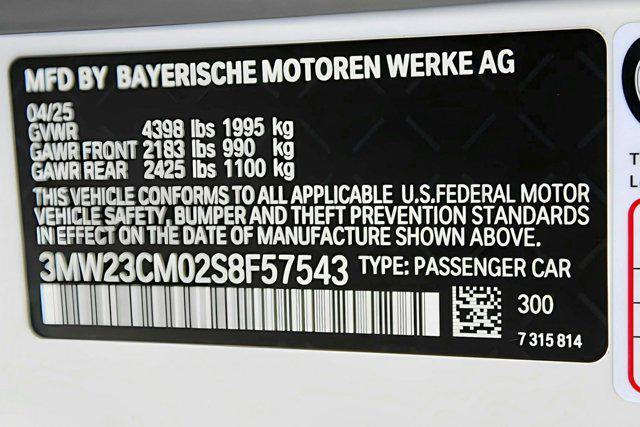 MFD BY BAYERISCHE MOTOREN WERKE AG
04/25
GVWR 4398 lbs 1995 kg
GAWR FRONT 2183 lbs 990 kg
GAWR REAR 2425 lbs 1100 kg
THIS VEHICLE CONFORMS TO ALL APPLICABLE U.S.FEDERAL MOTOR
VEHICLE SAFETY, BUMPER AND THEFT PREVENTION STANDARDS
IN EFFECT ON THE DATE OF MANUFACTURE SHOWN ABOVE.
3MW23CM02S8F57543 TYPE: PASSENGER CAR
300
7 315 814
T
L